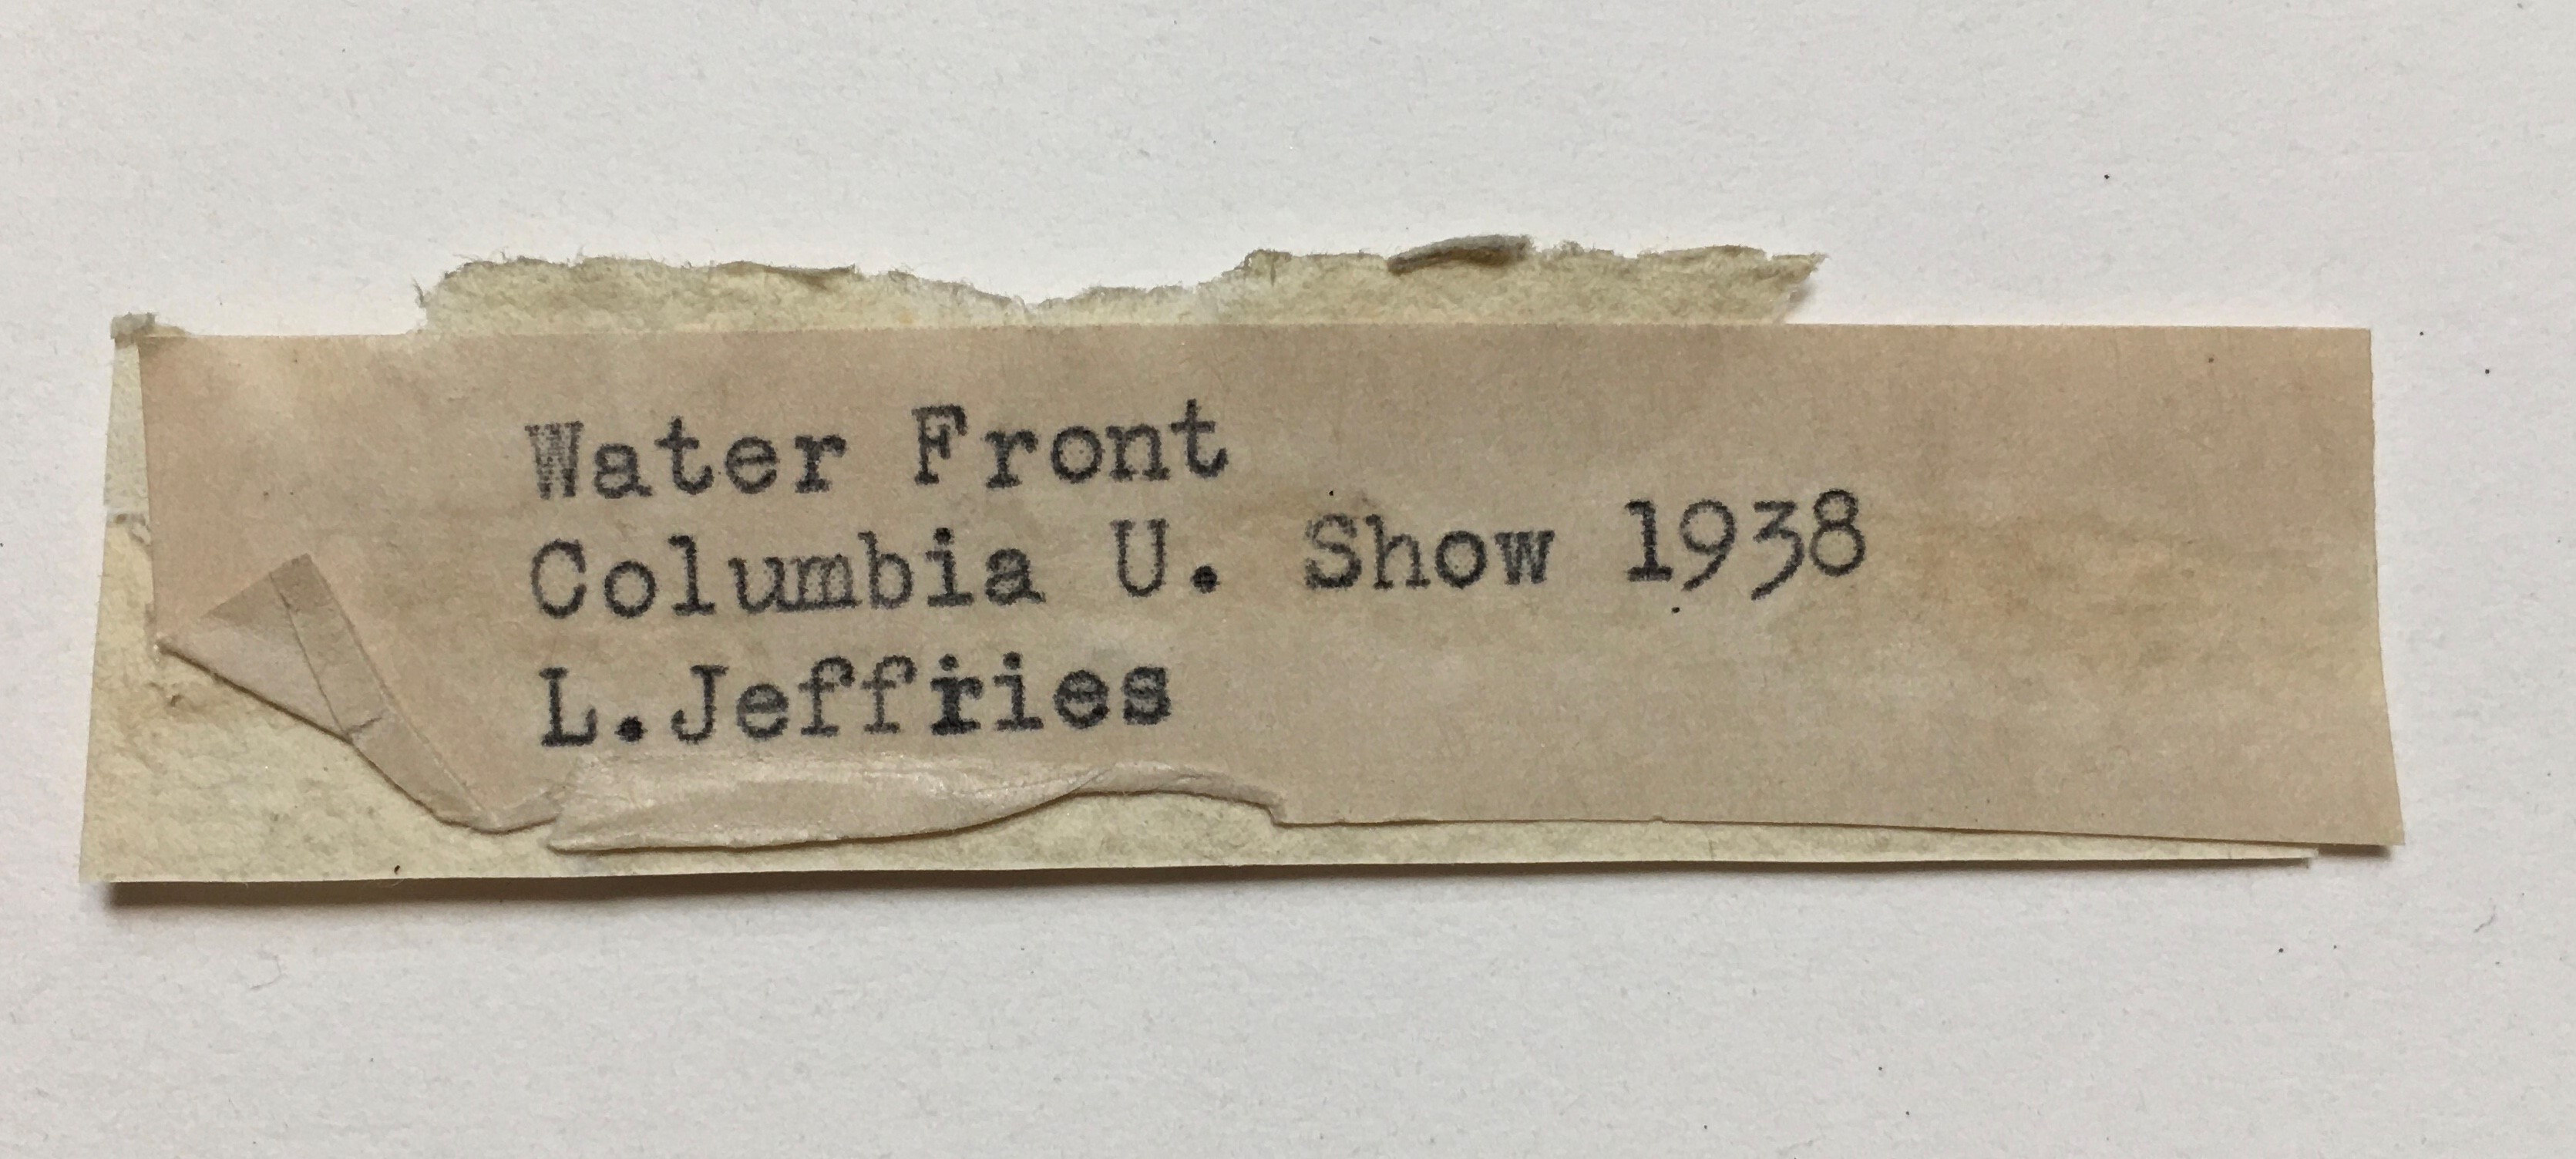 Water Front
Columbia U. Show 1938
L.Jeffries